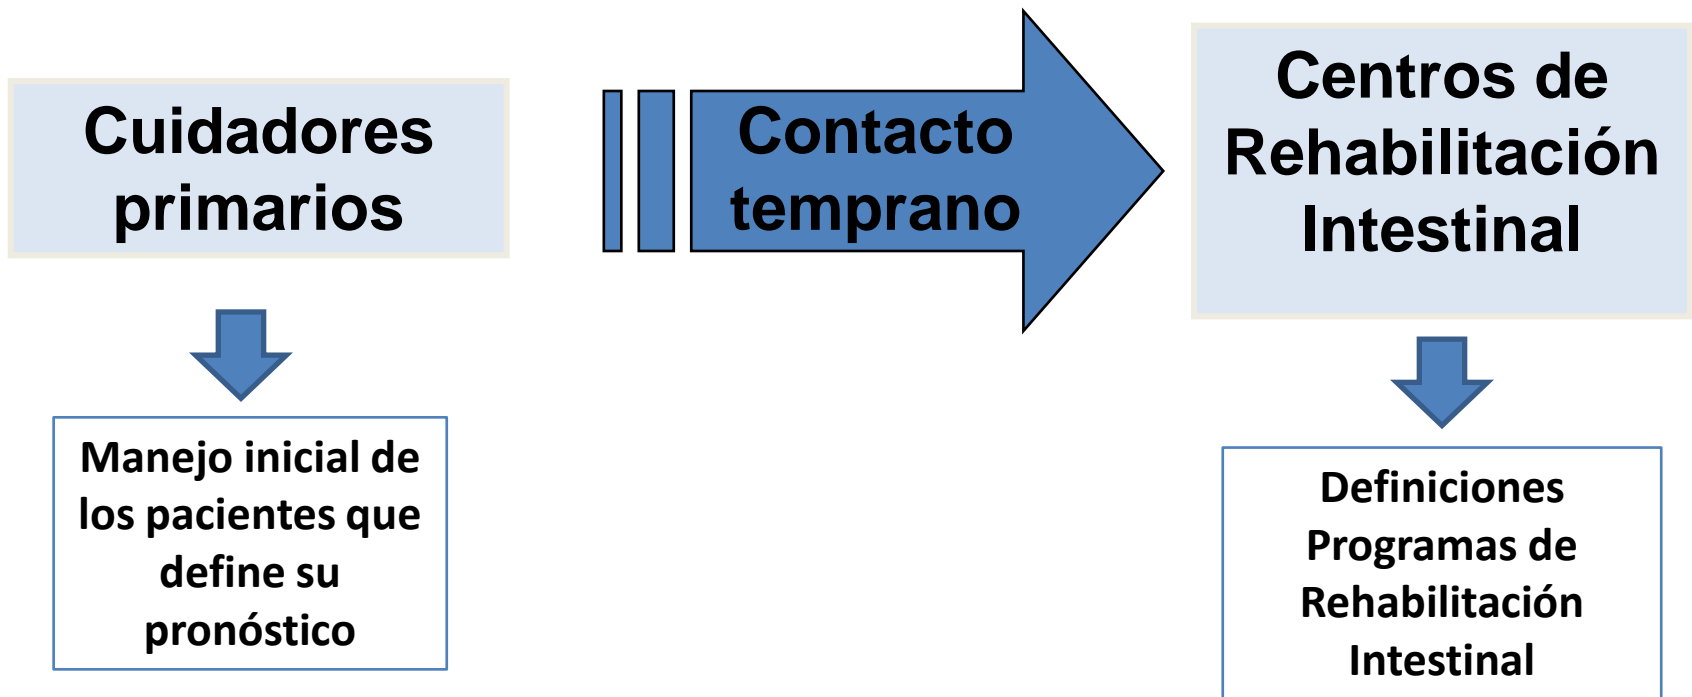 Cuidadores
primarios
Contacto
temprano
Centros de
Rehabilitación
Intestinal
Manejo inicial de
los pacientes que
define su
pronóstico
Definiciones
Programas de
Rehabilitación
Intestinal